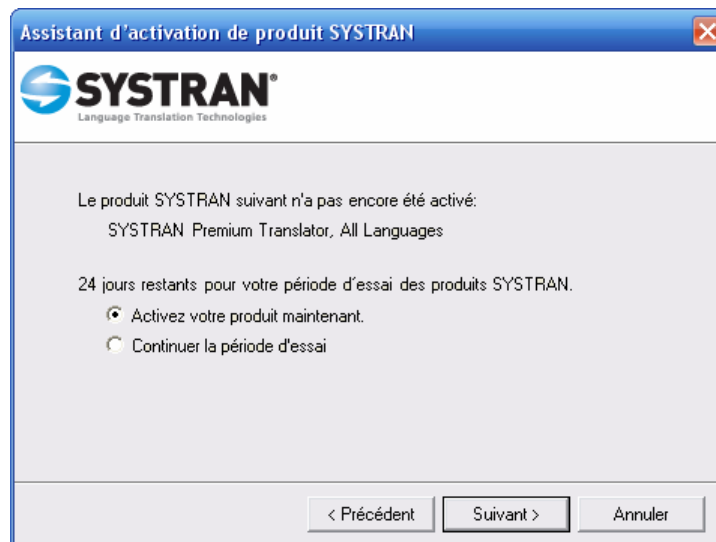 Assistant d'activation de produit SYSTRAN
SYSTRAN®
Language Translation Technologies
Le produit SYSTRAN suivant n'a pas encore été activé:
SYSTRAN Premium Translator, All Languages
24 jours restants pour votre période d'essai des produits SYSTRAN.
Activez votre produit maintenant.
Continuer la période d'essai
< Précédent
Suivant >
Annuler